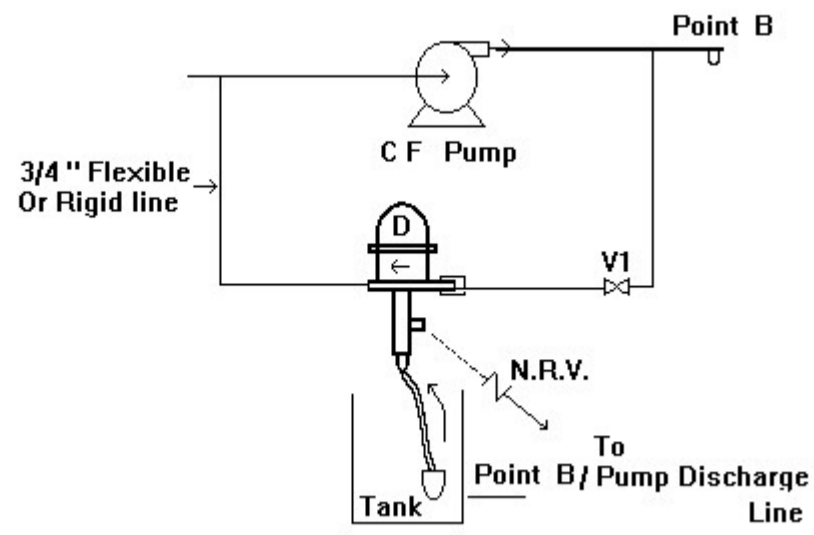 Point B
C F Pump
3/4 " Flexible
Or Rigid line
D
V1
N.R.V.
To
Point B / Pump Discharge
Line
Tank